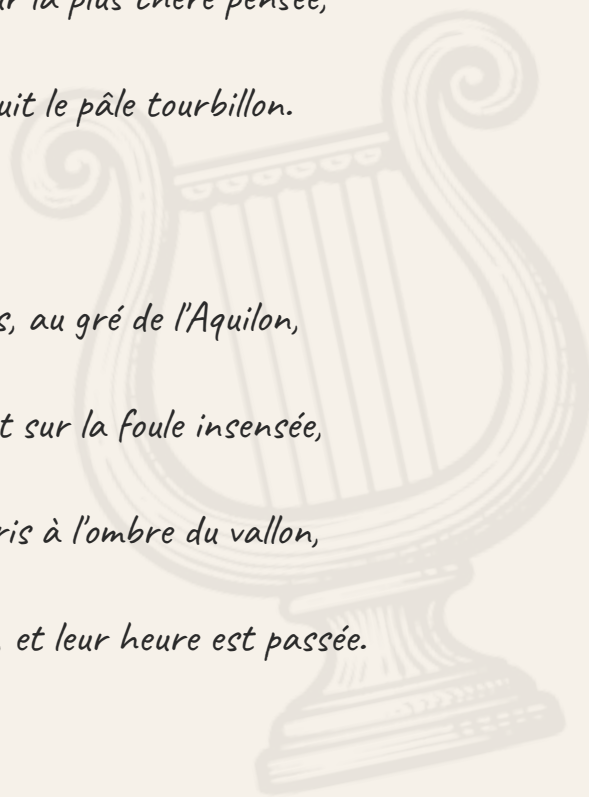 la plus chère pensée,
le pâle tourbillon.
au gré de l'Aquilon,
sur la foule insensée,
à l'ombre du vallon,
et leur heure est passée.